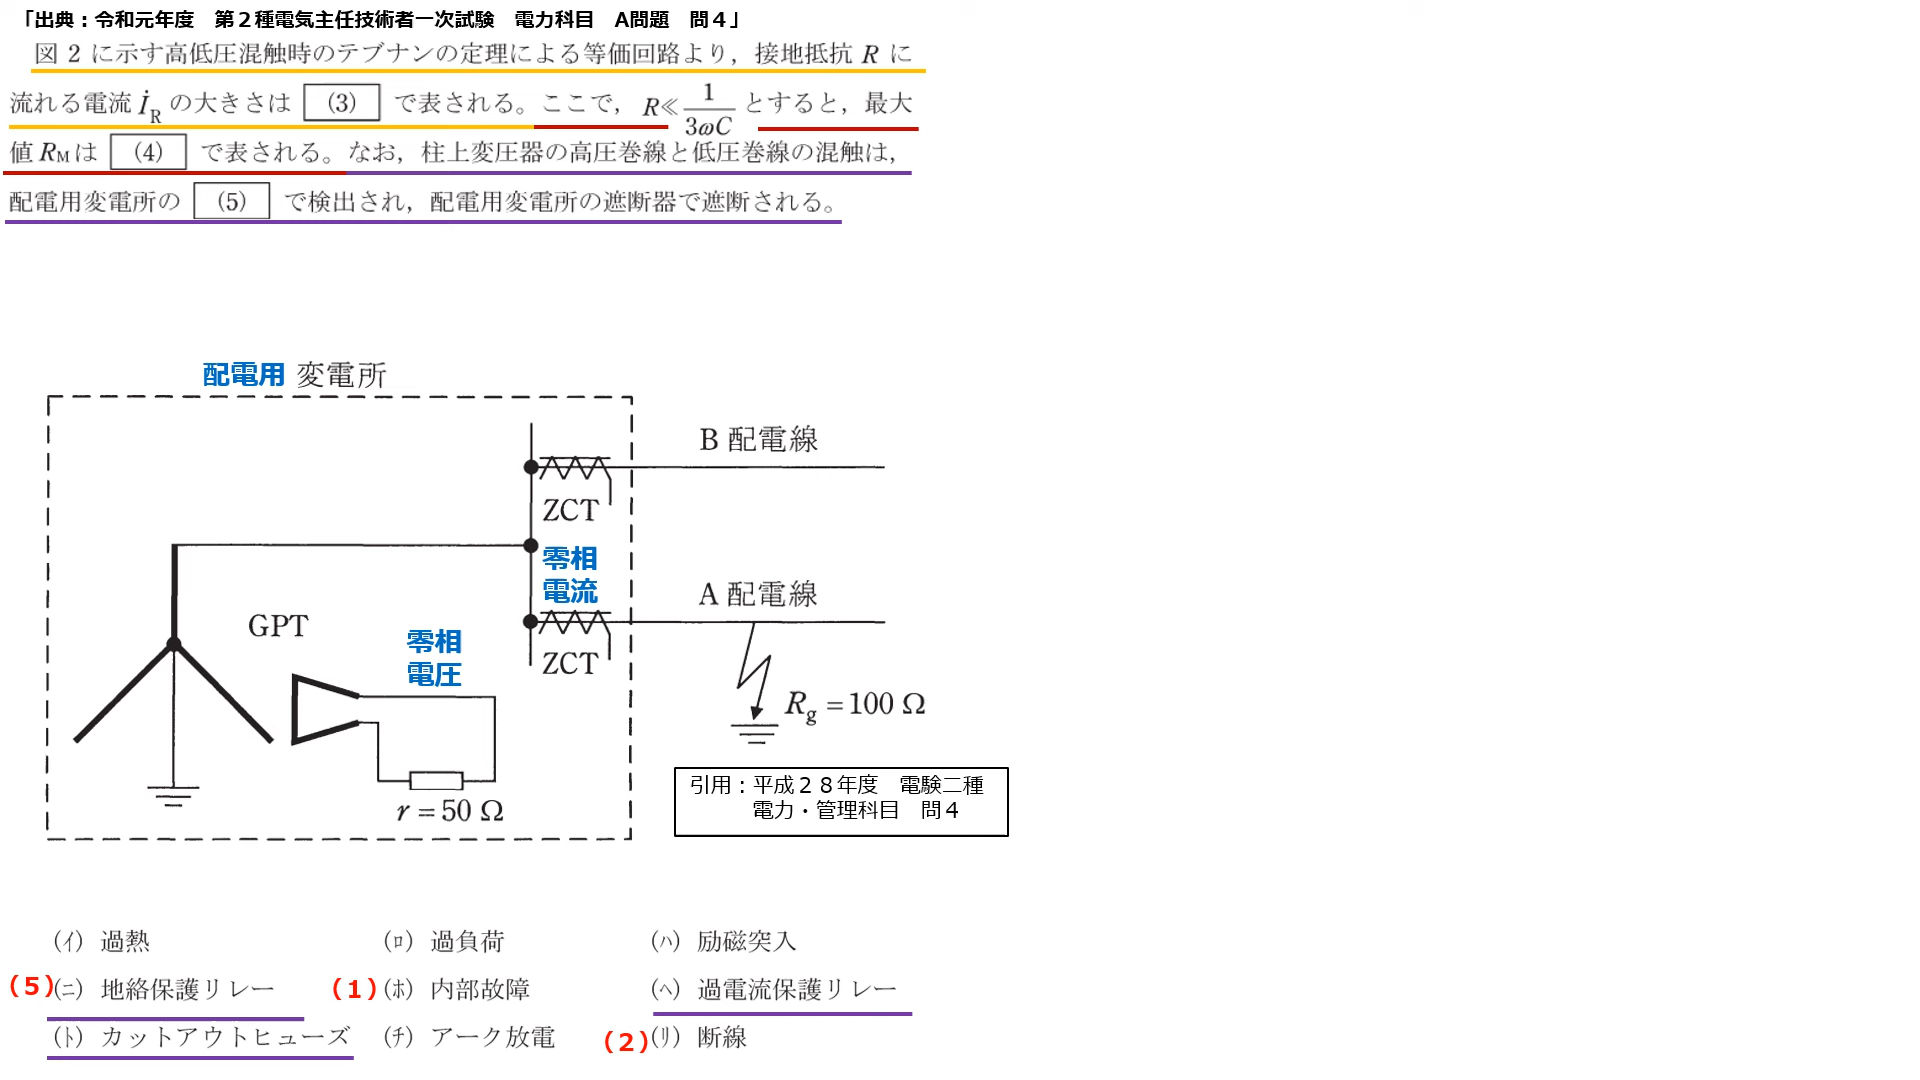 「出典：令和元年度　第２種電気主任技術者一次試験　電力科目　A問題　問４」
図 2 に示す高低圧混触時のテブナンの定理による等価回路より，接地抵抗 R に
流れる電流 İR の大きさは (3) で表される。ここで，R≪1/3ωC とすると，最大
値 RMは (4) で表される。なお，柱上変圧器の高圧巻線と低圧巻線の混触は，
配電用変電所の (5) で検出され，配電用変電所の遮断器で遮断される。
配電用 変電所
B 配電線
ZCT
零相
電流
A 配電線
GPT
零相
電圧
ZCT
Rg = 100 Ω
r = 50 Ω
引用：平成２８年度　電験二種
電力・管理科目　問４
(ｲ) 過熱 (ﾛ) 過負荷 (ﾊ) 励磁突入
(５) (ﾆ) 地絡保護リレー (１) (ﾎ) 内部故障 (ﾍ) 過電流保護リレー
(ﾄ) カットアウトヒューズ (ﾁ) アーク放電 (２) (ﾘ) 断線